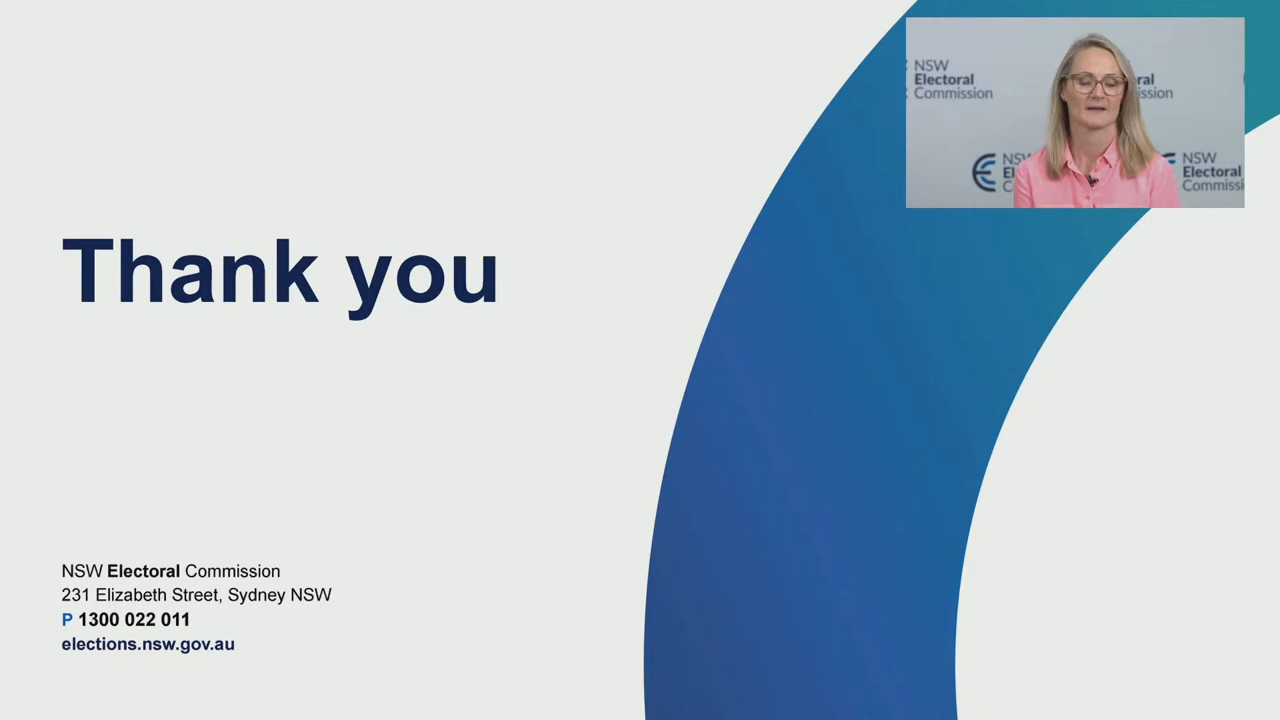 Thank you
NSW Electoral Commission
231 Elizabeth Street, Sydney NSW
P 1300 022 011
elections.nsw.gov.au
NSW
Electoral
Commission
NSW
NSW
Electoral